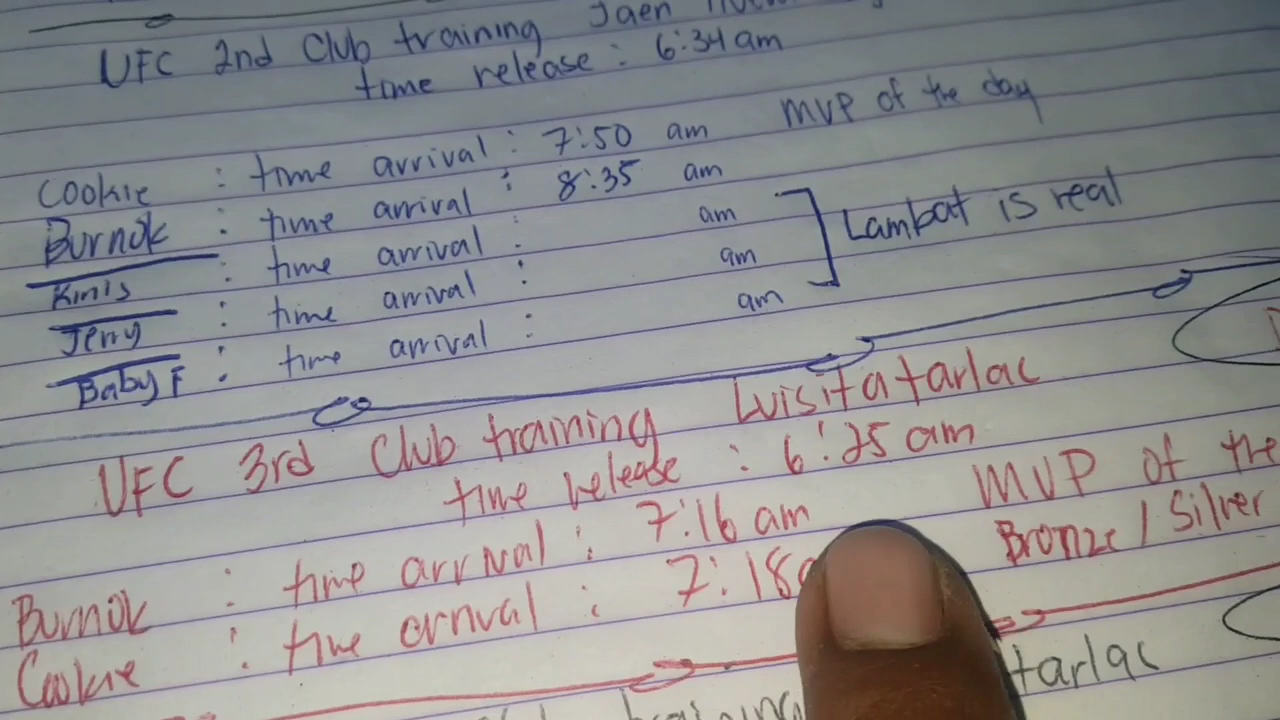 UFC 2nd Club training Jaen
time release : 6:34 am
Cookie : time arrival : 7:50 am MVP of the day
Burnok : time arrival : 8:35 am
Kinis : time arrival : am
Jerry : time arrival : am
Baby F : time arrival : am
Lambat is real
UFC 3rd Club training Luisita tarlac
time release : 6:25 am
Burnok : time arrival : 7:16 am MVP of the
Bronze / Silver
Cookie : time arrival : 7:18
tarlac